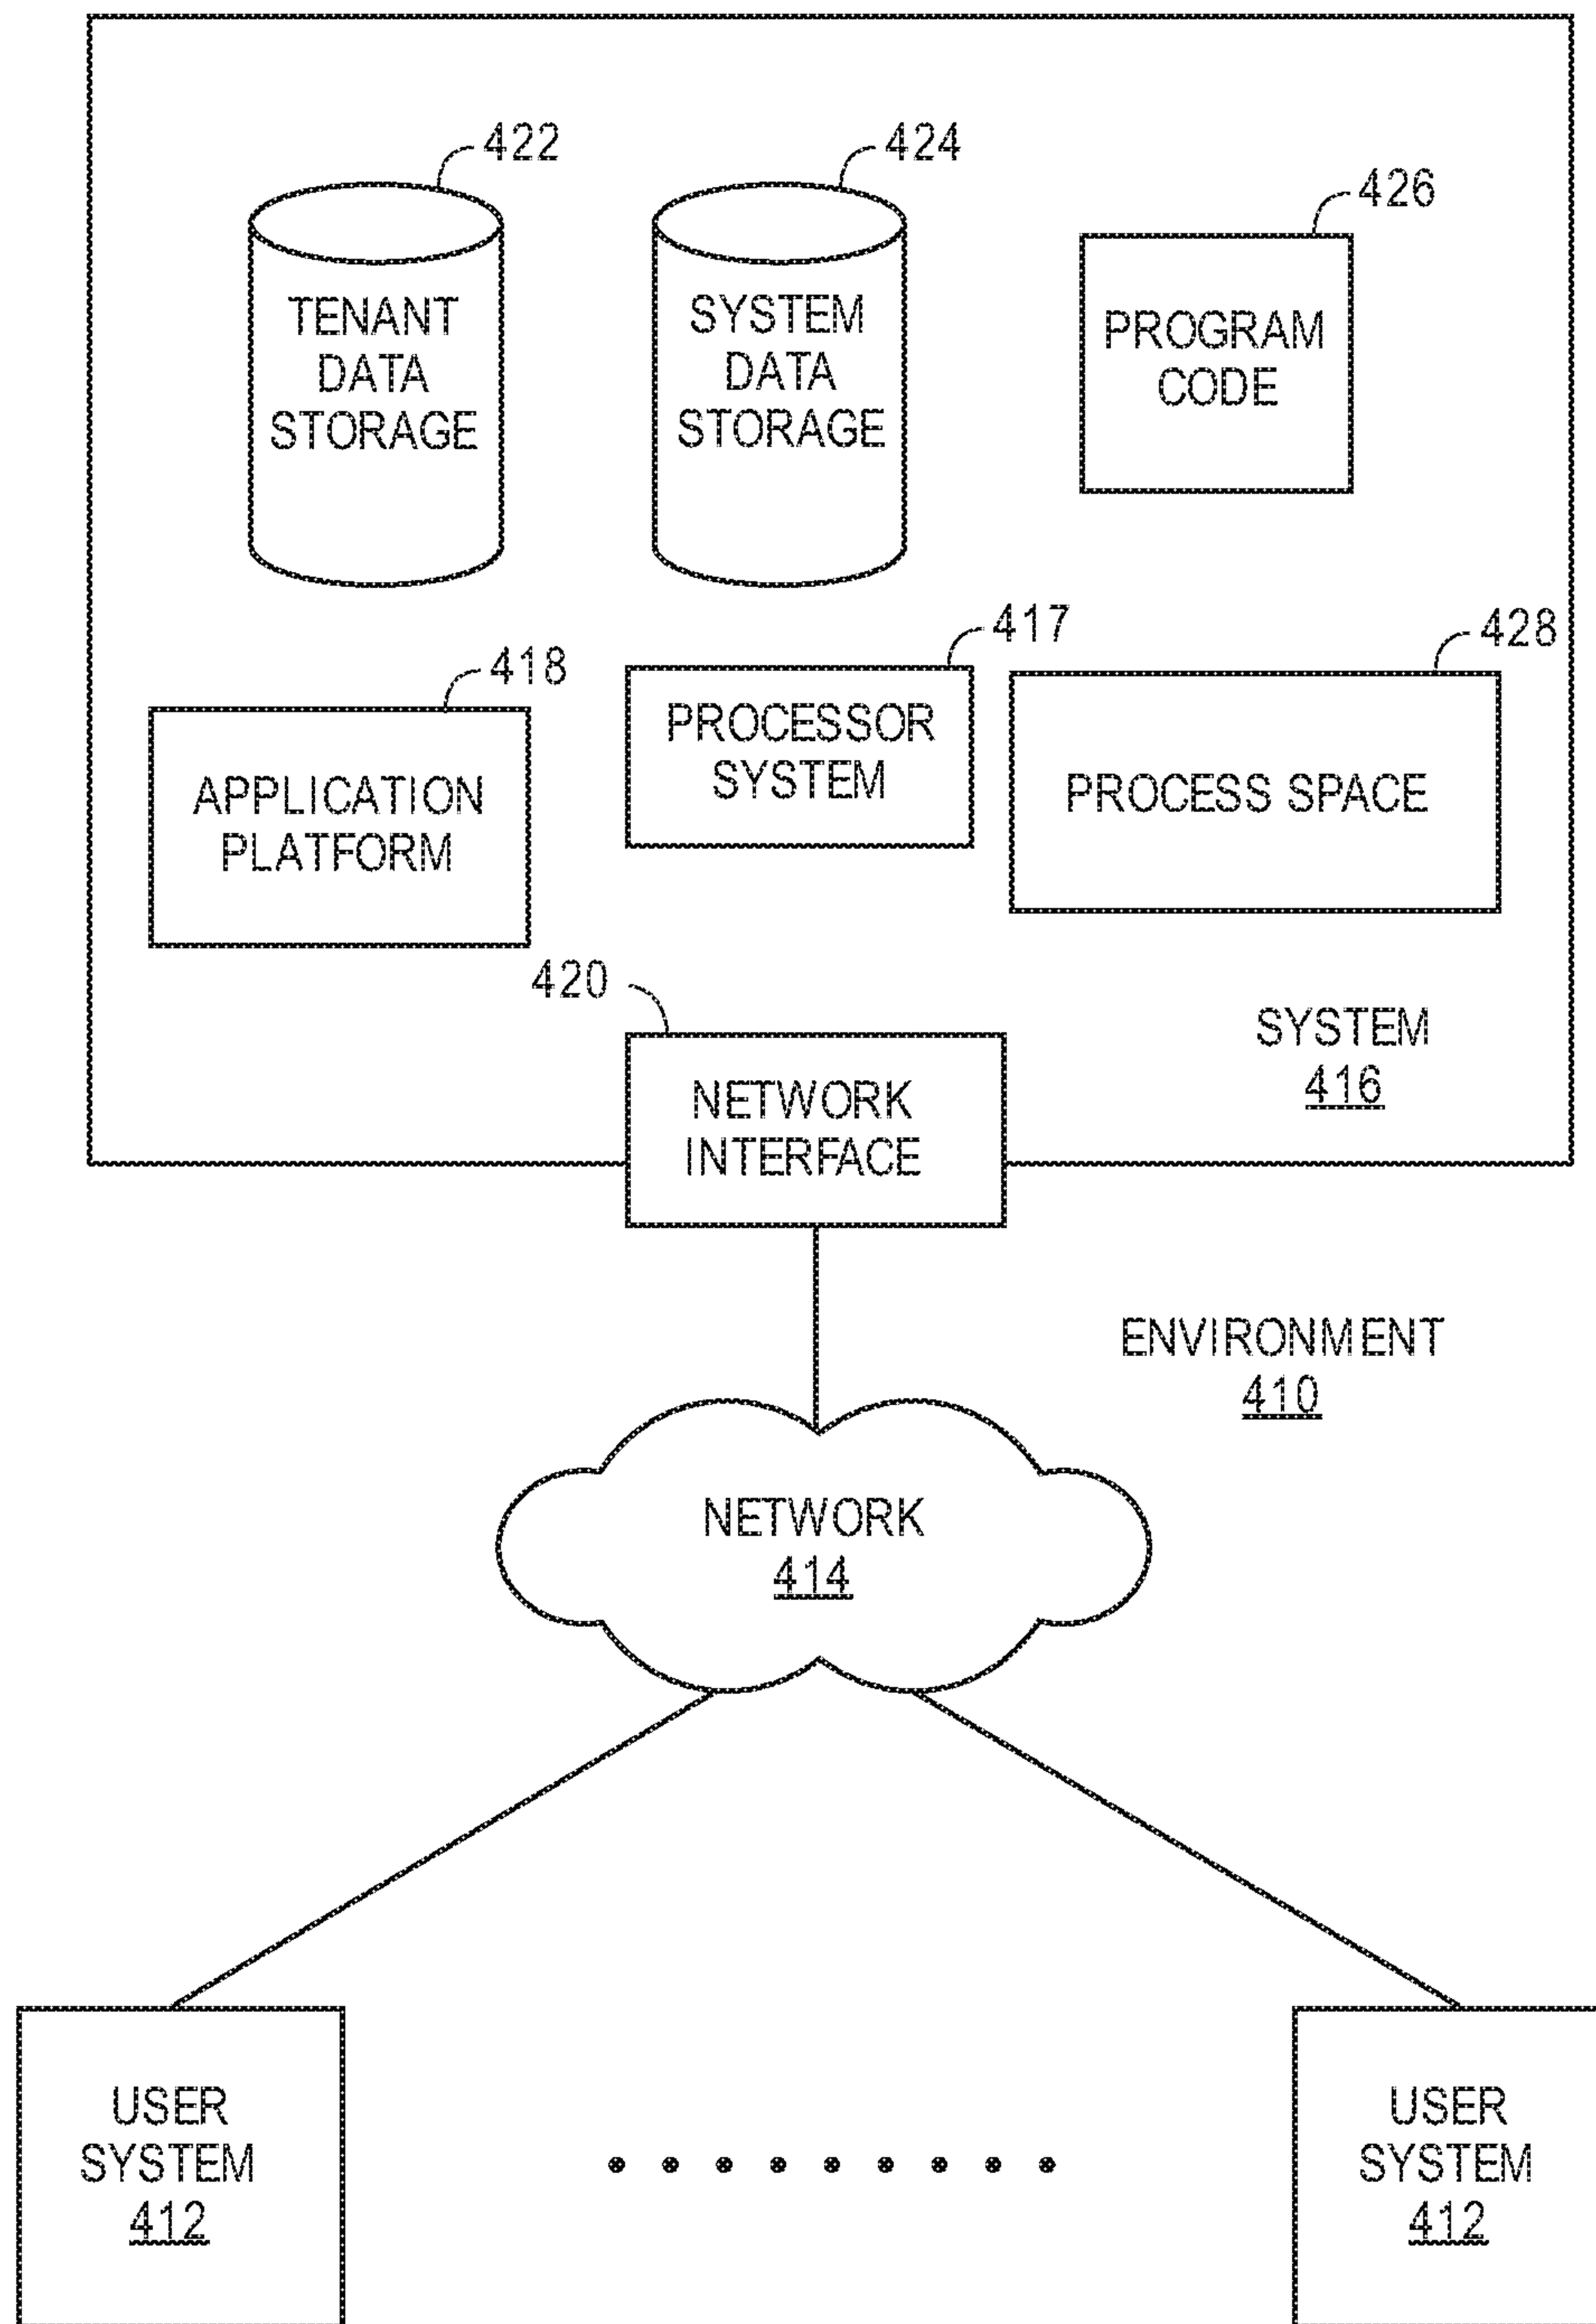 422
424
426
TENANT
DATA
STORAGE
SYSTEM
DATA
STORAGE
PROGRAM
CODE
418
417
428
APPLICATION
PLATFORM
PROCESSOR
SYSTEM
PROCESS SPACE
420
NETWORK
INTERFACE
SYSTEM
416
ENVIRONMENT
410
NETWORK
414
USER
SYSTEM
412
USER
SYSTEM
412